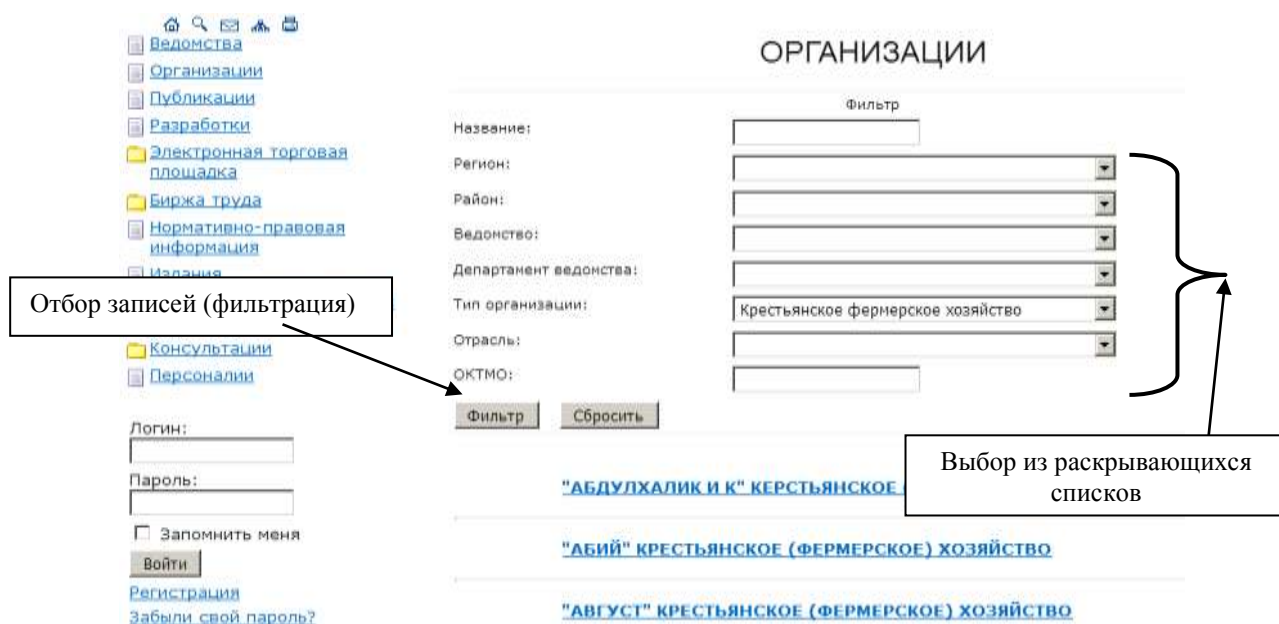 Ведомства
Организации
Публикации
Разработки
Электронная торговая
площадка
Биржа труда
Нормативно-правовая
информация
Издания
Отбор записей (фильтрация)
Консультации
Персоналии
Логин:
Пароль:
Запомнить меня
Войти
Регистрация
Забыли свой пароль?
ОРГАНИЗАЦИИ
Фильтр
Название:
Регион:
Район:
Ведомство:
Департамент ведомства:
Тип организации: Крестьянское фермерское хозяйство
Отрасль:
ОКТМО:
Фильтр Сбросить
Выбор из раскрывающихся
списков
"АБДУЛХАЛИК И К" КЕРСТЬЯНСКОЕ
"АБИЙ" КРЕСТЬЯНСКОЕ (ФЕРМЕРСКОЕ) ХОЗЯЙСТВО
"АВГУСТ" КРЕСТЬЯНСКОЕ (ФЕРМЕРСКОЕ) ХОЗЯЙСТВО